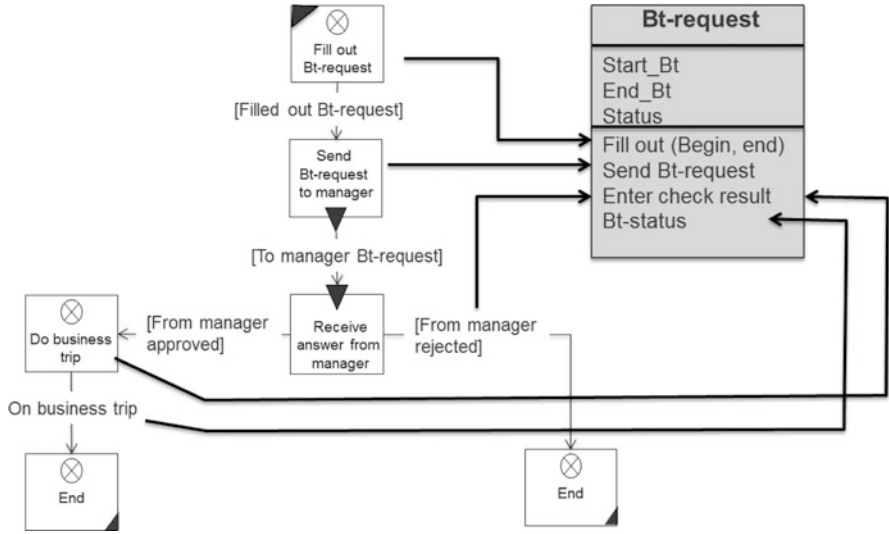 Fill out
Bt-request
[Filled out Bt-request]
Send
Bt-request
to manager
[To manager Bt-request]
Receive
answer from
manager
[From manager
approved]
[From manager
rejected]
Do business
trip
On business trip
End
End
Bt-request
Start_Bt
End_Bt
Status
Fill out (Begin, end)
Send Bt-request
Enter check result
Bt-status